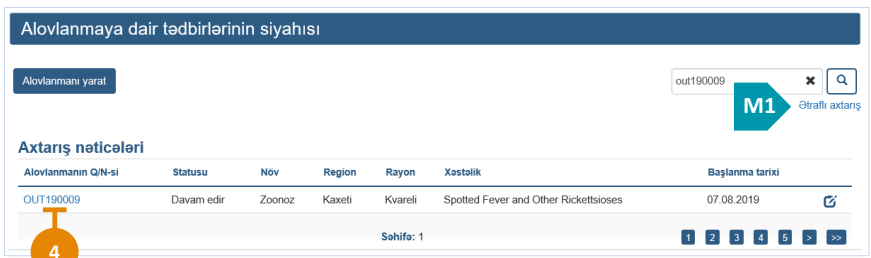 Alovlanmaya dair tədbirlərinin siyahısı
Alovlanmanı yarat
out190009
M1
Ətraflı axtarış
Axtarış nəticələri
Alovlanmanın Q/N-si Statusu Növ Region Rayon Xəstəlik Başlanma tarixi
OUT190009 Davam edir Zoonoz Kaxeti Kvareli Spotted Fever and Other Rickettsioses 07.08.2019
Səhifə: 1 1 2 3 4 5 > >>
4